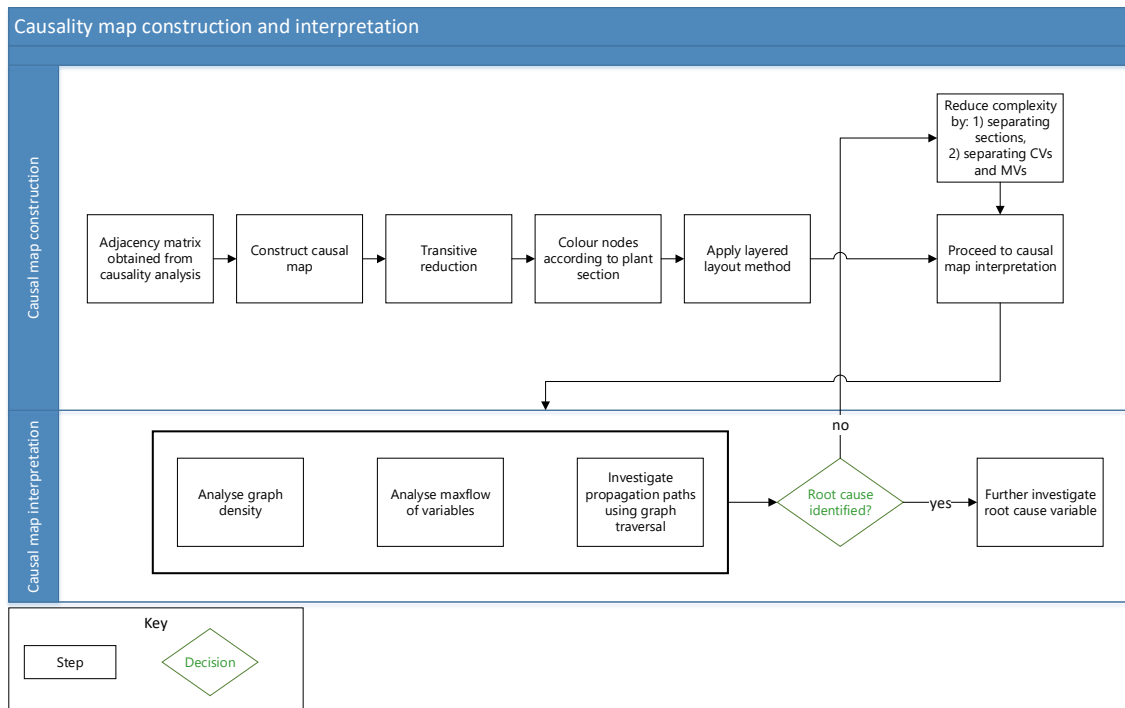 Causality map construction and interpretation
Causal map construction
Reduce complexity
by: 1) separating
sections,
2) separating CVs
and MVs
Adjacency matrix
obtained from
causality analysis
Construct causal
map
Transitive
reduction
Colour nodes
according to plant
section
Apply layered
layout method
Proceed to causal
map interpretation
Causal map interpretation
no
Analyse graph
density
Analyse maxflow
of variables
Investigate
propagation paths
using graph
traversal
Root cause
identified?
yes
Further investigate
root cause variable
Key
Step
Decision